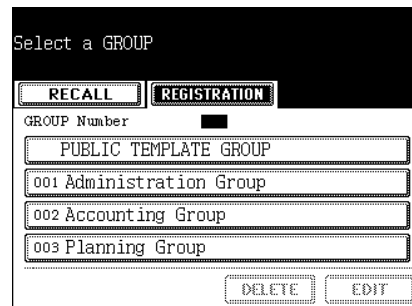 Select a GROUP
RECALL REGISTRATION
GROUP Number
PUBLIC TEMPLATE GROUP
001 Administration Group
002 Accounting Group
003 Planning Group
DELETE EDIT